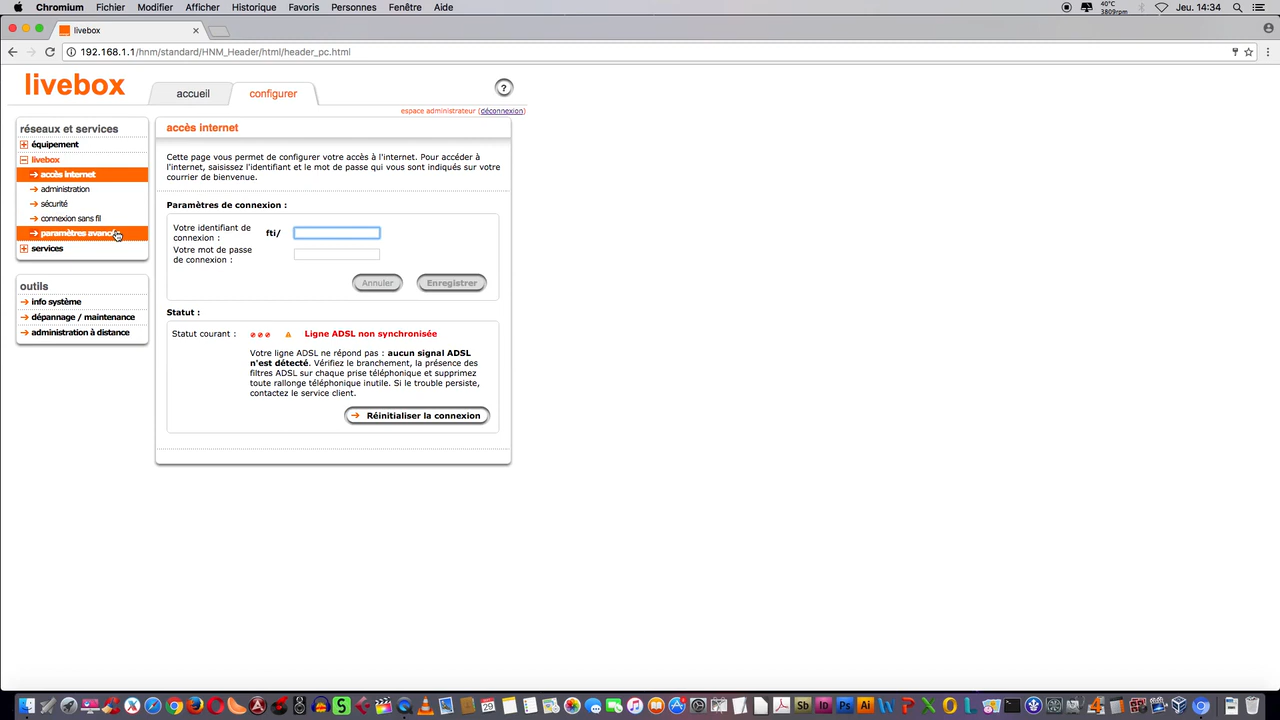 Chromium Fichier Modifier Afficher Historique Favoris Personnes Fenêtre Aide 40°C 3809rpm Jeu. 14:34
livebox
192.168.1.1/hnm/standard/HNM_Header/html/header_pc.html
livebox accueil configurer ?
espace administrateur (déconnexion)
réseaux et services
équipement
livebox
accès internet
administration
sécurité
connexion sans fil
paramètres avancés
services
outils
info système
dépannage / maintenance
administration à distance
accès internet
Cette page vous permet de configurer votre accès à l'internet. Pour accéder à
l'internet, saisissez l'identifiant et le mot de passe qui vous sont indiqués sur votre
courrier de bienvenue.
Paramètres de connexion :
Votre identifiant de
connexion : fti/
Votre mot de passe
de connexion :
Annuler Enregistrer
Statut :
Statut courant : Ligne ADSL non synchronisée
Votre ligne ADSL ne répond pas : aucun signal ADSL
n'est détecté. Vérifiez le branchement, la présence des
filtres ADSL sur chaque prise téléphonique et supprimez
toute rallonge téléphonique inutile. Si le trouble persiste,
contactez le service client.
Réinitialiser la connexion
Sb Id Ps Ai